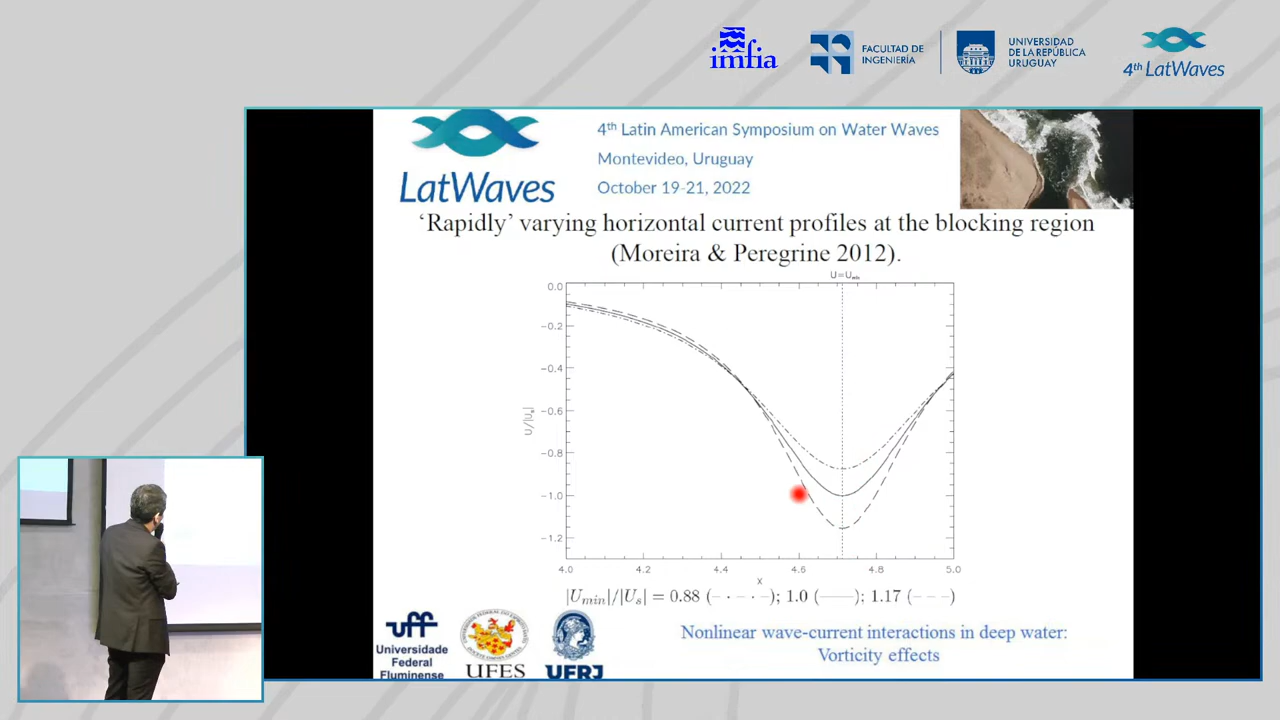 imfia
FACULTAD DE
INGENIERÍA
UNIVERSIDAD
DE LA REPÚBLICA
URUGUAY
4th LatWaves
LatWaves
4th Latin American Symposium on Water Waves
Montevideo, Uruguay
October 19-21, 2022
‘Rapidly’ varying horizontal current profiles at the blocking region
(Moreira & Peregrine 2012).
U=Umin
0.0
−0.2
−0.4
−0.6
−0.8
−1.0
−1.2
U/|Us|
4.0 4.2 4.4 4.6 4.8 5.0
x
|Umin|/|Us| = 0.88 (– · – · –); 1.0 (——); 1.17 (– – –)
uff
Universidade
Federal
Fluminense
UFES
UFRJ
Nonlinear wave-current interactions in deep water:
Vorticity effects